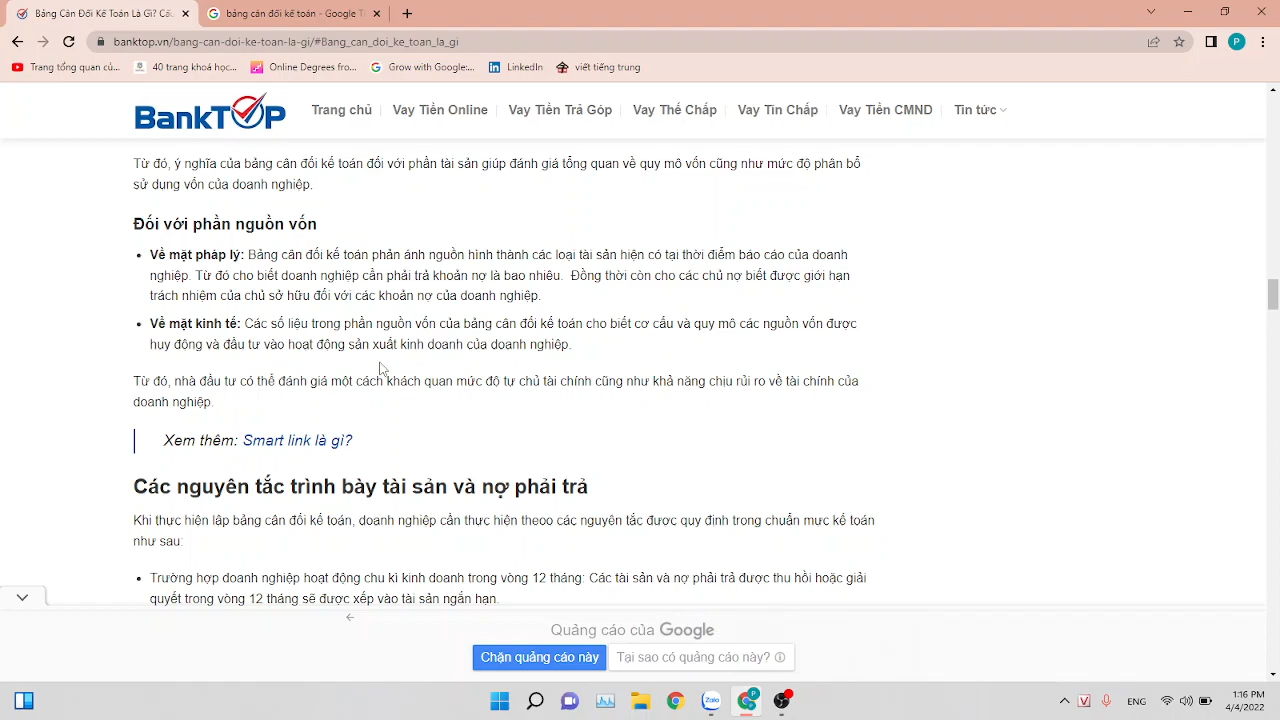 Bảng Cân Đối Kế Toán Là Gì? Cấ
bảng cân đối kế toán - Google T
banktop.vn/bang-can-doi-ke-toan-la-gi/#Bang_can_doi_ke_toan_la_gi
P
Trang tổng quan củ...
40 trang khoá học...
Online Degrees fro...
Grow with Google:...
LinkedIn
viết tiếng trung
BankTOP
Trang chủ
Vay Tiền Online
Vay Tiền Trả Góp
Vay Thế Chấp
Vay Tín Chấp
Vay Tiền CMND
Tin tức
Từ đó, ý nghĩa của bảng cân đối kế toán đối với phần tài sản giúp đánh giá tổng quan về quy mô vốn cũng như mức độ phân bổ
sử dụng vốn của doanh nghiệp.
Đối với phần nguồn vốn
• Về mặt pháp lý: Bảng cân đối kế toán phản ánh nguồn hình thành các loại tài sản hiện có tại thời điểm báo cáo của doanh
nghiệp. Từ đó cho biết doanh nghiệp cần phải trả khoản nợ là bao nhiêu. Đồng thời còn cho các chủ nợ biết được giới hạn
trách nhiệm của chủ sở hữu đối với các khoản nợ của doanh nghiệp.
• Về mặt kinh tế: Các số liệu trong phần nguồn vốn của bảng cân đối kế toán cho biết cơ cấu và quy mô các nguồn vốn được
huy động và đầu tư vào hoạt động sản xuất kinh doanh của doanh nghiệp.
Từ đó, nhà đầu tư có thể đánh giá một cách khách quan mức độ tự chủ tài chính cũng như khả năng chịu rủi ro về tài chính của
doanh nghiệp.
Xem thêm: Smart link là gì?
Các nguyên tắc trình bày tài sản và nợ phải trả
Khi thực hiện lập bảng cân đối kế toán, doanh nghiệp cần thực hiện theoo các nguyên tắc được quy định trong chuẩn mực kế toán
như sau:
• Trường hợp doanh nghiệp hoạt động chu kì kinh doanh trong vòng 12 tháng: Các tài sản và nợ phải trả được thu hồi hoặc giải
quyết trong vòng 12 tháng sẽ được xếp vào tài sản ngắn hạn.
Quảng cáo của Google
Chặn quảng cáo này
Tại sao có quảng cáo này?
Zalo
P
V
ENG
1:16 PM
4/4/2022